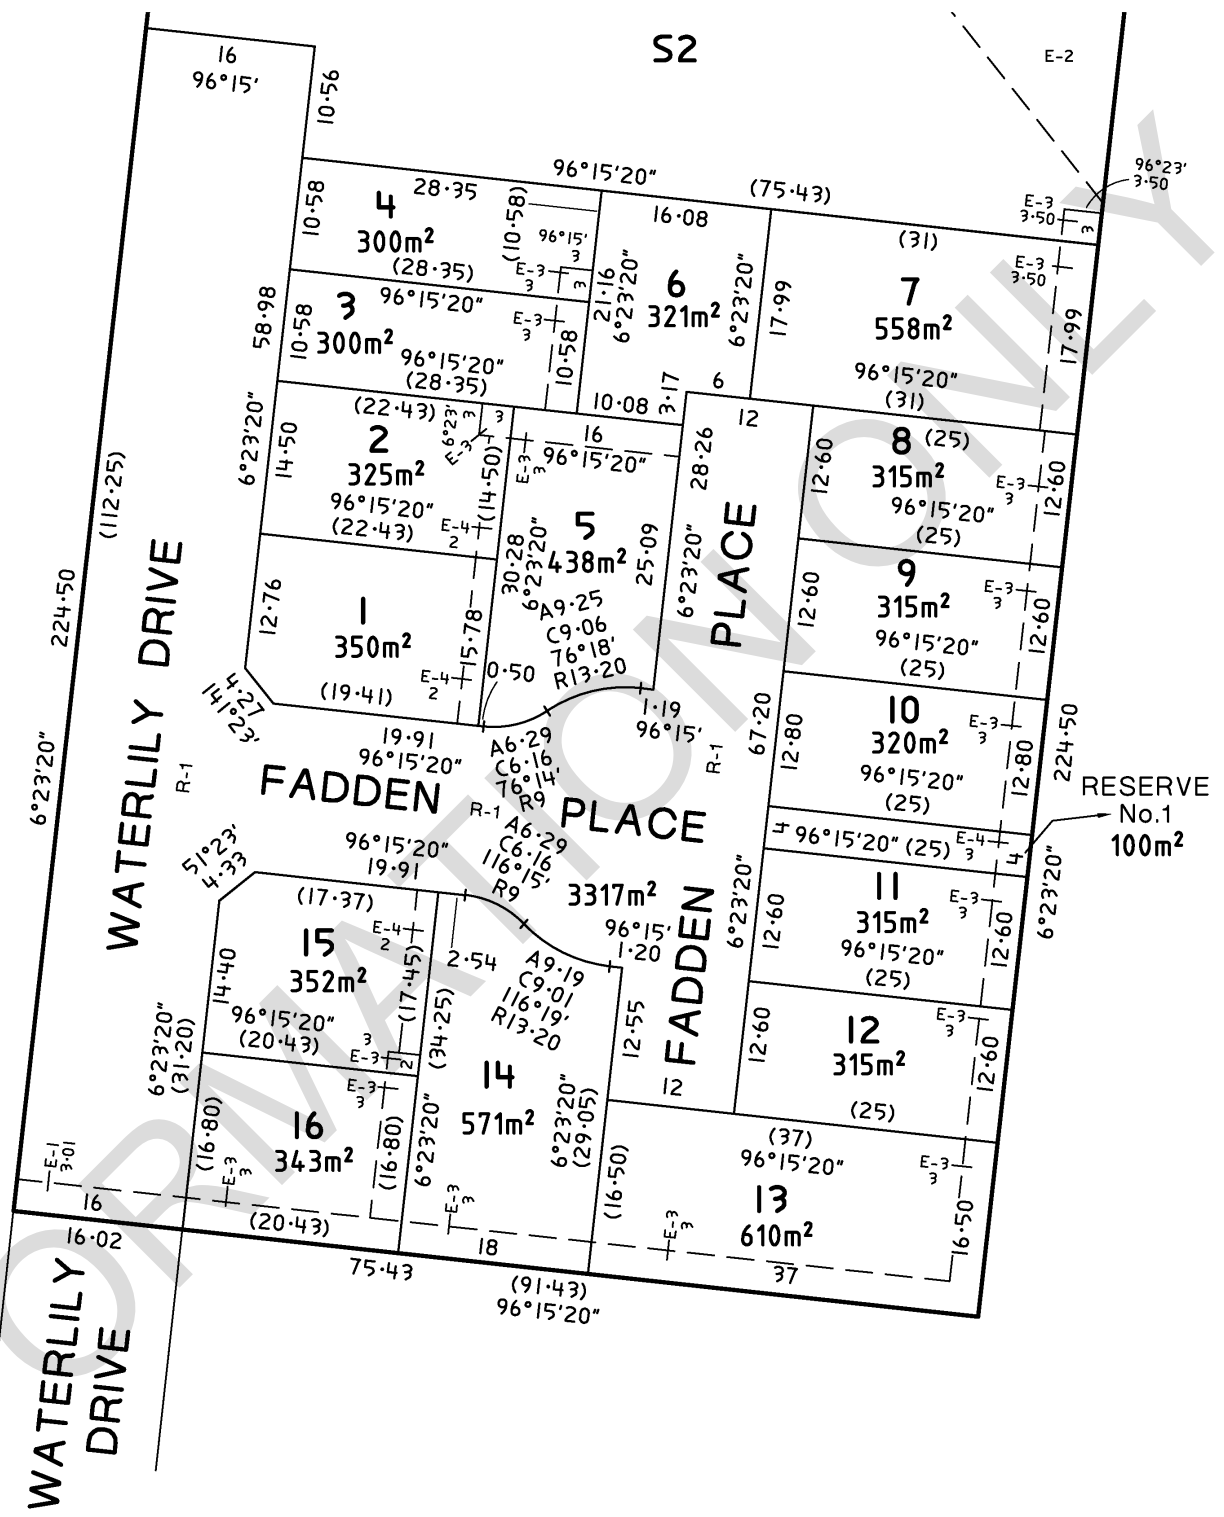 S2
E-2
16
96°15'
10·56
96°15'20"
(75·43)
96°23'
3·50
E-3
3·50
3
4
300m²
28·35
(10·58)
10·58
96°15'
3
E-3
3
3
(28·35)
16·08
6
321m²
21·16
6°23'20"
6°23'20"
17·99
(31)
7
558m²
E-3
3·50
17·99
96°15'20"
(31)
58·98
6°23'20"
10·58
3
300m²
96°15'20"
E-3
3
10·58
96°15'20"
(28·35)
10·08
3·17
6
12
(22·43)
2
325m²
14·50
6°23'
3
3
E-3
(14·50)
96°15'20"
(22·43)
E-4
2
16
96°15'20"
E-3
3
5
438m²
30·28
6°23'20"
25·09
28·26
6°23'20"
PLACE
12·60
8
(25)
315m²
E-3
3
12·60
96°15'20"
(25)
12·60
9
315m²
E-3
3
12·60
96°15'20"
(25)
(112·25)
224·50
6°23'20"
WATERLILY DRIVE
R-1
12·76
1
350m²
15·78
E-4
2
(19·41)
0·50
A9·25
C9·06
76°18'
R13·20
1·19
96°15'
4·27
141°23'
19·91
96°15'20"
A6·29
C6·16
76°14'
R9
R-1
67·20
6°23'20"
12·80
10
320m²
E-3
3
12·80
96°15'20"
(25)
224·50
6°23'20"
FADDEN PLACE
R-1
4
96°15'20" (25)
E-4
3
4
RESERVE
No.1
100m²
A6·29
C6·16
116°15'
R9
3317m²
96°15'20"
19·91
51°23'
4·33
(17·37)
15
352m²
14·40
E-4
2
(17·45)
96°15'20"
(20·43)
3
E-3
2
2·54
A9·19
C9·01
116°19'
R13·20
96°15'
1·20
12·55
FADDEN
12
12·60
11
315m²
E-3
3
12·60
96°15'20"
(25)
12·60
12
315m²
E-3
3
12·60
(25)
6°23'20"
(31·20)
(16·80)
16
343m²
E-3
3
(16·80)
E-3
3
(20·43)
(34·25)
6°23'20"
14
571m²
6°23'20"
(29·05)
E-3
3
18
(16·50)
(37)
96°15'20"
13
610m²
E-3
3
16·50
E-3
3
37
E-1
3·01
16
16·02
75·43
(91·43)
96°15'20"
WATERLILY
DRIVE
ORMATION ONLY